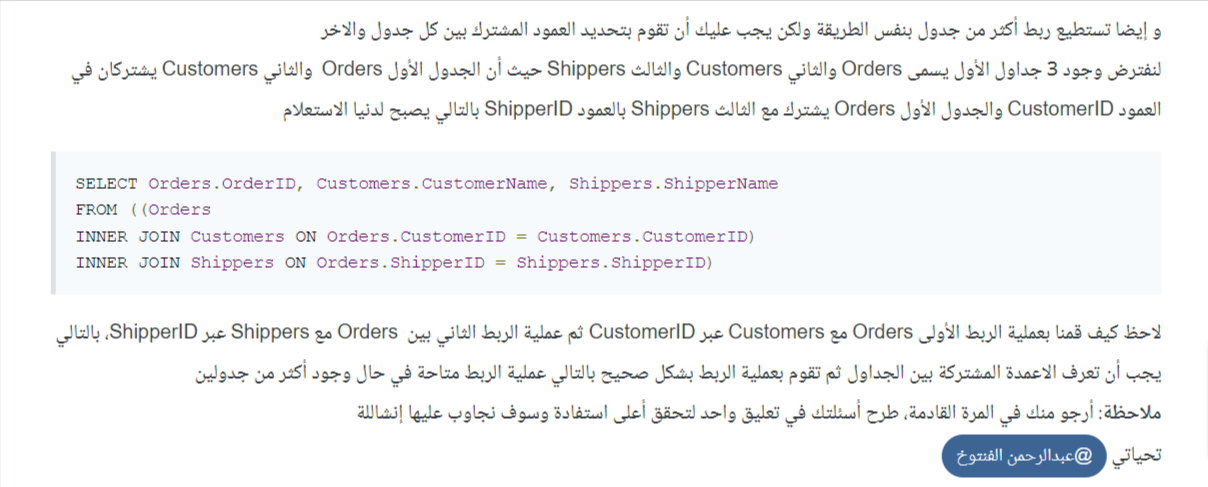 و إيضا تستطيع ربط أكثر من جدول بنفس الطريقة ولكن يجب عليك أن تقوم بتحديد العمود المشترك بين كل جدول والاخر
لنفترض وجود 3 جداول الأول يسمى Orders والثاني Customers والثالث Shippers حيث أن الجدول الأول Orders والثاني Customers يشتركان في
العمود CustomerID والجدول الأول Orders يشترك مع الثالث Shippers بالعمود ShipperID بالتالي يصبح لدنيا الاستعلام
SELECT Orders.OrderID, Customers.CustomerName, Shippers.ShipperName
FROM ((Orders
INNER JOIN Customers ON Orders.CustomerID = Customers.CustomerID)
INNER JOIN Shippers ON Orders.ShipperID = Shippers.ShipperID)
لاحظ كيف قمنا بعملية الربط الأولى Orders مع Customers عبر CustomerID ثم عملية الربط الثاني بين Orders مع Shippers عبر ShipperID، بالتالي
يجب أن تعرف الاعمدة المشتركة بين الجداول ثم تقوم بعملية الربط بشكل صحيح بالتالي عملية الربط متاحة في حال وجود أكثر من جدولين
ملاحظة: أرجو منك في المرة القادمة، طرح أسئلتك في تعليق واحد لتحقق أعلى استفادة وسوف نجاوب عليها إنشاللة
تحياتي @عبدالرحمن الفنتوخ